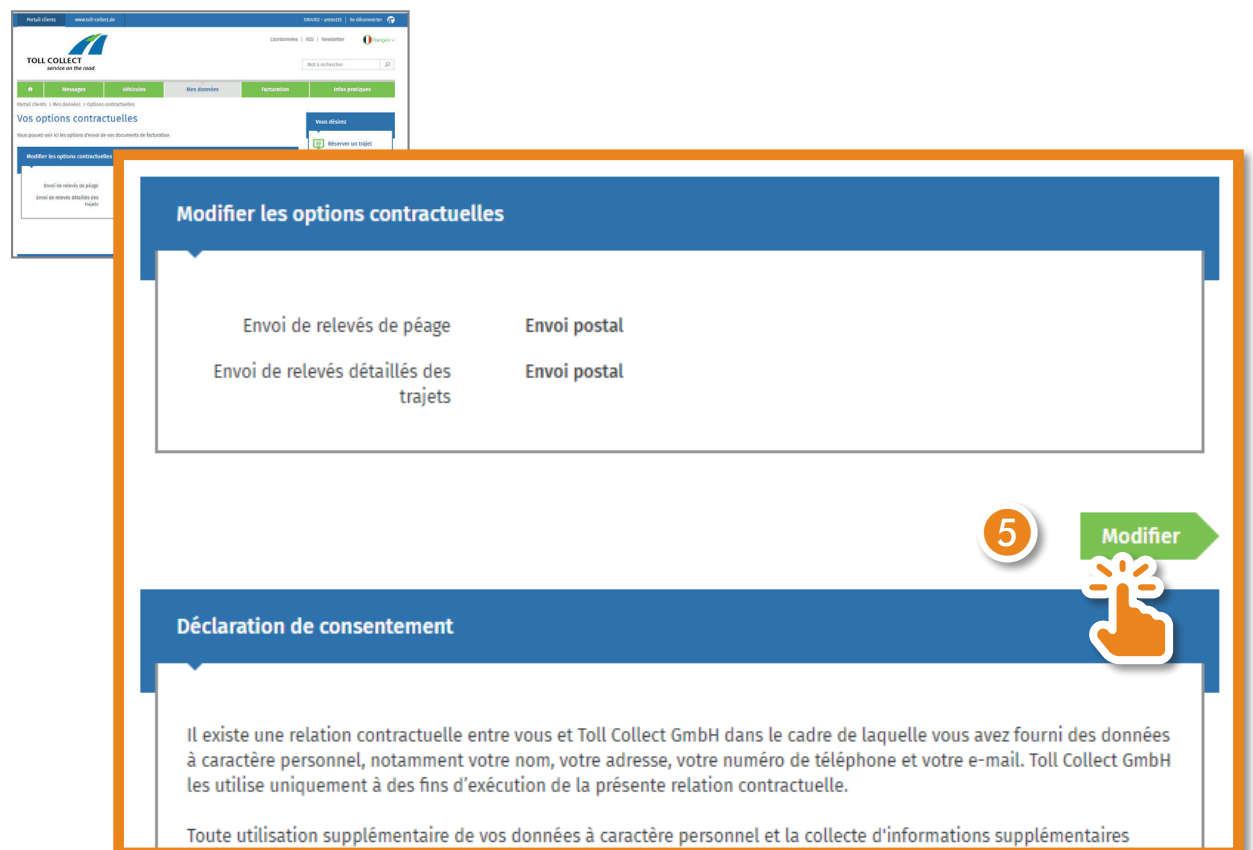 Portail clients www.toll-collect.de
Se déconnecter
Coordonnées | RSS | Newsletter Français
TOLL COLLECT
service on the road
Mot à rechercher
Messages Véhicules Mes données Facturation Infos pratiques
Portail clients > Mes données > Options contractuelles
Vos options contractuelles
Vous désirez
Vous pouvez voir ici les options d'envoi de vos documents de facturation
Réserver un trajet
Modifier les options contractuelles
Envoi de relevés de péage
Envoi de relevés détaillés des
trajets
Modifier les options contractuelles
Envoi de relevés de péage Envoi postal
Envoi de relevés détaillés des Envoi postal
trajets
5 Modifier
Déclaration de consentement
Il existe une relation contractuelle entre vous et Toll Collect GmbH dans le cadre de laquelle vous avez fourni des données
à caractère personnel, notamment votre nom, votre adresse, votre numéro de téléphone et votre e-mail. Toll Collect GmbH
les utilise uniquement à des fins d’exécution de la présente relation contractuelle.
Toute utilisation supplémentaire de vos données à caractère personnel et la collecte d'informations supplémentaires